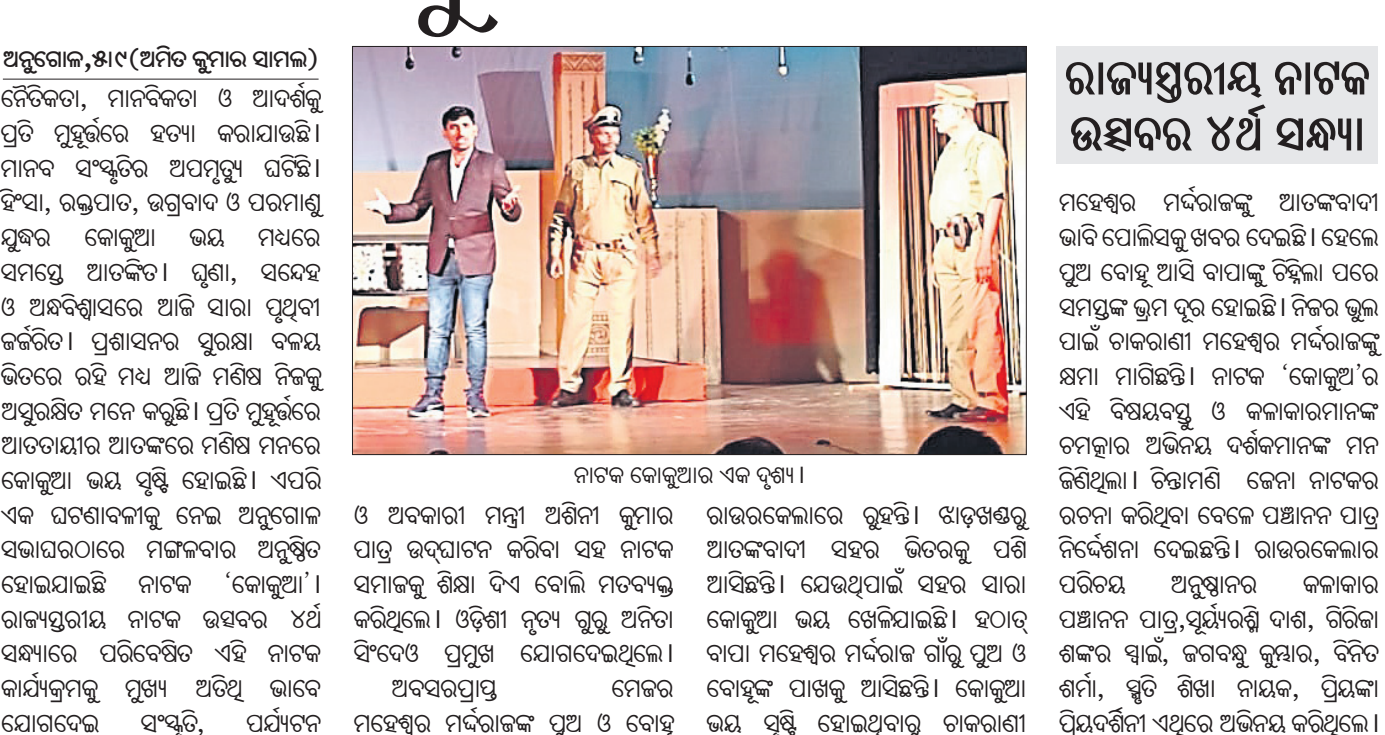 ଅନୁଗୋଳ,୫।୯(ଅମିତ କୁମାର ସାମଲ)
ନୈତିକତା, ମାନବିକତା ଓ ଆଦର୍ଶକୁ
ପ୍ରତି ମୁହୂର୍ତ୍ତରେ ହତ୍ୟା କରାଯାଉଛି।
ମାନବ ସଂସ୍କୃତିର ଅପମୃତ୍ୟୁ ଘଟିଛି।
ହିଂସା, ରକ୍ତପାତ, ଉଗ୍ରବାଦ ଓ ପରମାଣୁ
ଯୁଦ୍ଧର କୋକୁଆ ଭୟ ମଧ୍ୟରେ
ସମସ୍ତେ ଆତଙ୍କିତ। ଘୃଣା, ସନ୍ଦେହ
ଓ ଅନ୍ଧବିଶ୍ୱାସରେ ଆଜି ସାରା ପୃଥିବୀ
ଜର୍ଜରିତ। ପ୍ରଶାସନର ସୁରକ୍ଷା ବଳୟ
ଭିତରେ ରହି ମଧ୍ୟ ଆଜି ମଣିଷ ନିଜକୁ
ଅସୁରକ୍ଷିତ ମନେ କରୁଛି। ପ୍ରତି ମୁହୂର୍ତ୍ତରେ
ଆତତାୟୀର ଆତଙ୍କରେ ମଣିଷ ମନରେ
କୋକୁଆ ଭୟ ସୃଷ୍ଟି ହୋଇଛି। ଏପରି
ଏକ ଘଟଣାବଳୀକୁ ନେଇ ଅନୁଗୋଳ
ସଭାଘରଠାରେ ମଙ୍ଗଳବାର ଅନୁଷ୍ଠିତ
ହୋଇଯାଇଛି ନାଟକ ‘କୋକୁଆ’।
ରାଜ୍ୟସ୍ତରୀୟ ନାଟକ ଉତ୍ସବର ୪ର୍ଥ
ସନ୍ଧ୍ୟାରେ ପରିବେଷିତ ଏହି ନାଟକ
କାର୍ଯ୍ୟକ୍ରମକୁ ମୁଖ୍ୟ ଅତିଥି ଭାବେ
ଯୋଗଦେଇ ସଂସ୍କୃତି, ପର୍ଯ୍ୟଟନ
ନାଟକ କୋକୁଆର ଏକ ଦୃଶ୍ୟ।
ଓ ଅବକାରୀ ମନ୍ତ୍ରୀ ଅଶିନୀ କୁମାର
ପାତ୍ର ଉଦ୍‌ଘାଟନ କରିବା ସହ ନାଟକ
ସମାଜକୁ ଶିକ୍ଷା ଦିଏ ବୋଲି ମତବ୍ୟକ୍ତ
କରିଥିଲେ। ଓଡ଼ିଶୀ ନୃତ୍ୟ ଗୁରୁ ଅନିତା
ସିଂଦେଓ ପ୍ରମୁଖ ଯୋଗଦେଇଥିଲେ।
ଅବସରପ୍ରାପ୍ତ ମେଜର
ମହେଶ୍ୱର ମର୍ଦ୍ଦରାଜଙ୍କ ପୁଅ ଓ ବୋହୂ
ରାଉରକେଲାରେ ରୁହନ୍ତି। ଝାଡ଼ଖଣ୍ଡରୁ
ଆତଙ୍କବାଦୀ ସହର ଭିତରକୁ ପଶି
ଆସିଛନ୍ତି। ଯେଉଥିପାଇଁ ସହର ସାରା
କୋକୁଆ ଭୟ ଖେଳିଯାଇଛି। ହଠାତ୍
ବାପା ମହେଶ୍ୱର ମର୍ଦ୍ଦରାଜ ଗାଁରୁ ପୁଅ ଓ
ବୋହୂଙ୍କ ପାଖକୁ ଆସିଛନ୍ତି। କୋକୁଆ
ଭୟ ସୃଷ୍ଟି ହୋଇଥିବାରୁ ଚାକରାଣୀ
ରାଜ୍ୟସ୍ତରୀୟ ନାଟକ
ଉତ୍ସବର ୪ର୍ଥ ସନ୍ଧ୍ୟା
ମହେଶ୍ୱର ମର୍ଦ୍ଦରାଜଙ୍କୁ ଆତଙ୍କବାଦୀ
ଭାବି ପୋଲିସକୁ ଖବର ଦେଇଛି। ହେଲେ
ପୁଅ ବୋହୂ ଆସି ବାପାଙ୍କୁ ଚିହ୍ନିଲା ପରେ
ସମସ୍ତଙ୍କ ଭ୍ରମ ଦୂର ହୋଇଛି। ନିଜର ଭୁଲ
ପାଇଁ ଚାକରାଣୀ ମହେଶ୍ୱର ମର୍ଦ୍ଦରାଜଙ୍କୁ
କ୍ଷମା ମାଗିଛନ୍ତି। ନାଟକ ‘କୋକୁଅ’ର
ଏହି ବିଷୟବସ୍ତୁ ଓ କଳାକାରମାନଙ୍କ
ଚମତ୍କାର ଅଭିନୟ ଦର୍ଶକମାନଙ୍କ ମନ
ଜିଣିଥିଲା। ଚିନ୍ତାମଣି ଜେନା ନାଟକର
ରଚନା କରିଥିବା ବେଳେ ପଞ୍ଚାନନ ପାତ୍ର
ନିର୍ଦ୍ଦେଶନା ଦେଇଛନ୍ତି। ରାଉରକେଲାର
ପରିଚୟ ଅନୁଷ୍ଠାନର କଳାକାର
ପଞ୍ଚାନନ ପାତ୍ର,ସୂର୍ଯ୍ୟରଶ୍ମି ଦାଶ, ଗିରିଜା
ଶଙ୍କର ସ୍ୱାଇଁ, ଜଗବନ୍ଧୁ କୁମ୍ଭାର, ବିନିତ
ଶର୍ମା, ସ୍ମୃତି ଶିଖା ନାୟକ, ପ୍ରିୟଙ୍କା
ପ୍ରିୟଦର୍ଶିନୀ ଏଥିରେ ଅଭିନୟ କରିଥିଲେ।